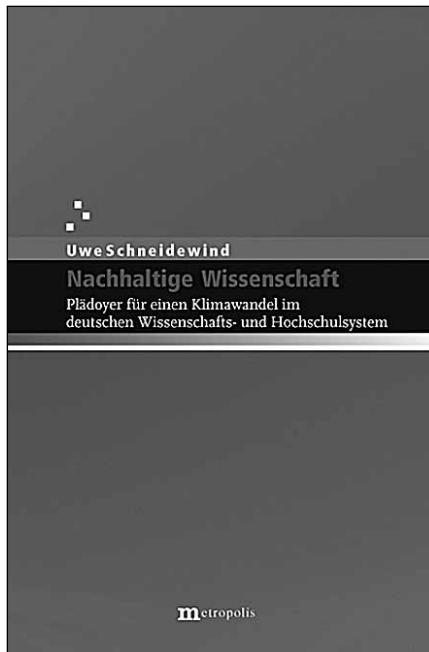 Uwe Schneidewind
Nachhaltige Wissenschaft
Plädoyer für einen Klimawandel im
deutschen Wissenschafts- und Hochschulsystem
metropolis